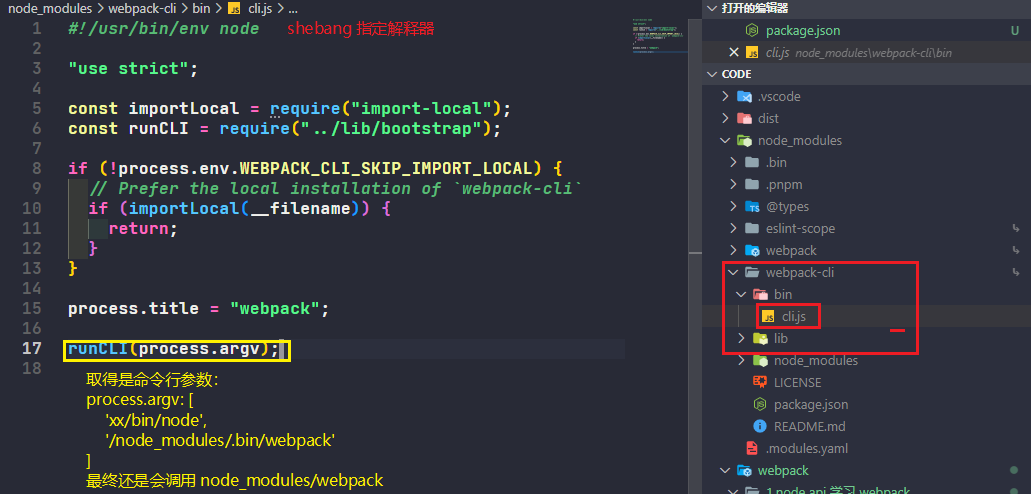 node_modules > webpack-cli > bin > JS cli.js > ...
1 #!/usr/bin/env node shebang 指定解释器
2
3 "use strict";
4
5 const importLocal = require("import-local");
6 const runCLI = require("../lib/bootstrap");
7
8 if (!process.env.WEBPACK_CLI_SKIP_IMPORT_LOCAL) {
9 // Prefer the local installation of `webpack-cli`
10 if (importLocal(__filename)) {
11 return;
12 }
13 }
14
15 process.title = "webpack";
16
17 runCLI(process.argv);
18
取得是命令行参数:
process.argv: [
'xx/bin/node',
'/node_modules/.bin/webpack'
]
最终还是会调用 node_modules/webpack
打开的编辑器
package.json U
JS cli.js node_modules\webpack-cli\bin
CODE
.vscode
dist
node_modules
.bin
.pnpm
TS @types
eslint-scope
webpack
webpack-cli
bin
JS cli.js
lib
node_modules
LICENSE
package.json
README.md
.modules.yaml
webpack
1.node api 学习 webpack